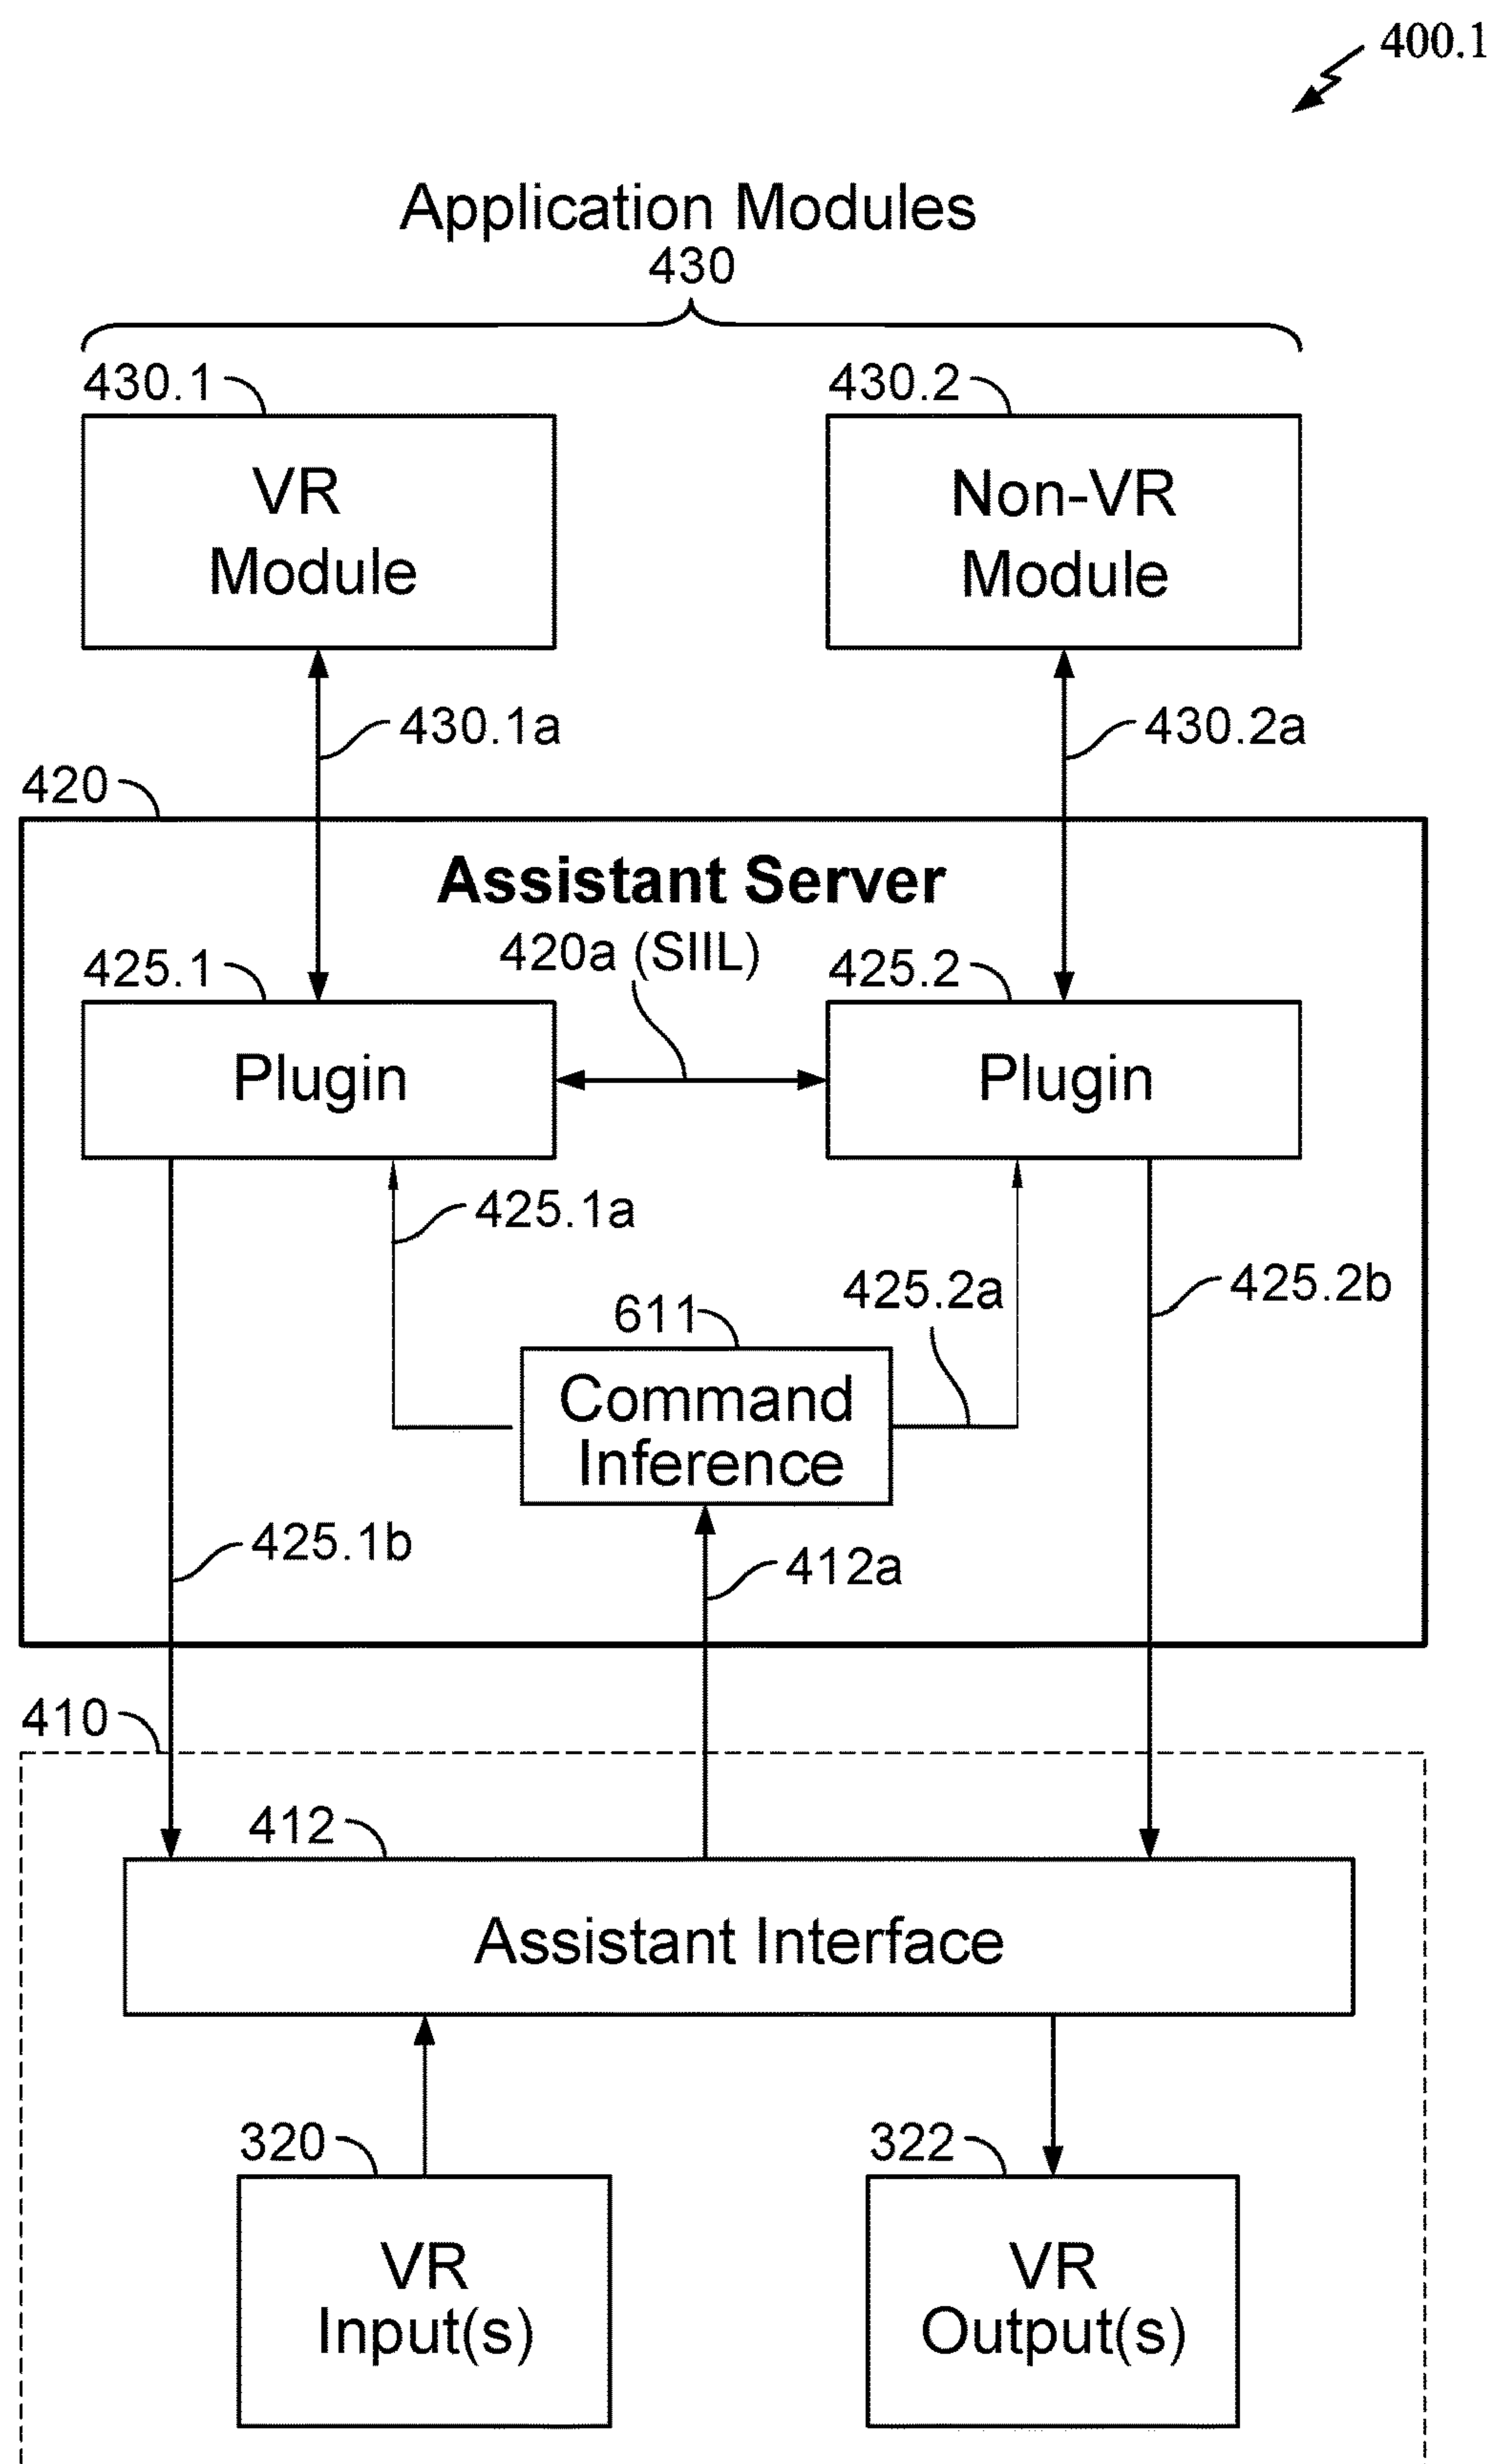 400.1
Application Modules
430
430.1
430.2
VR
Module
Non-VR
Module
430.1a
430.2a
420
Assistant Server
420a (SIIL)
425.1
425.2
Plugin
Plugin
425.1a
425.2a
425.2b
611
Command
Inference
425.1b
412a
410
412
Assistant Interface
320
322
VR
Input(s)
VR
Output(s)